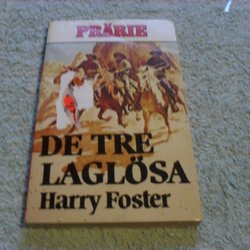 PRÄRIE
DE TRE
LAGLÖSA
Harry Foster